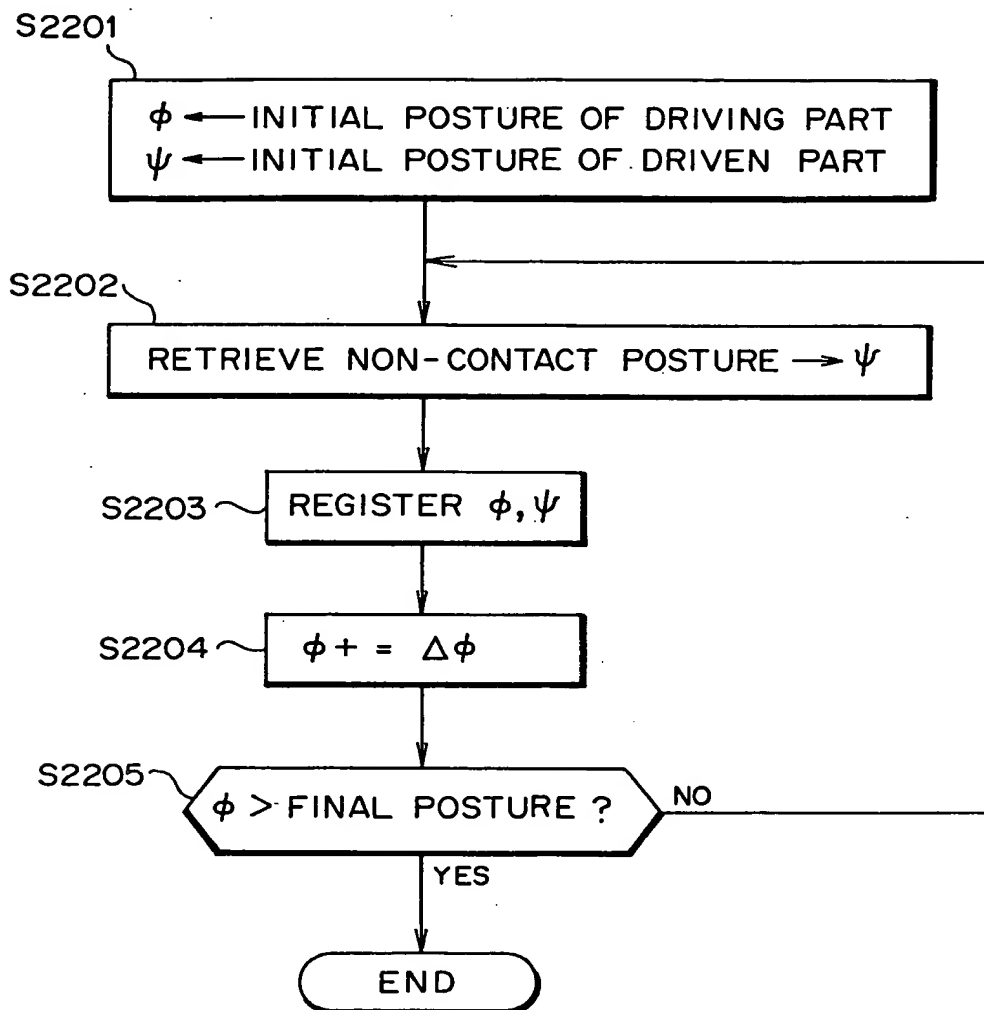 S2201
ϕ ← INITIAL POSTURE OF DRIVING PART
ψ ← INITIAL POSTURE OF DRIVEN PART
S2202
RETRIEVE NON-CONTACT POSTURE → ψ
S2203
REGISTER ϕ, ψ
S2204
ϕ + = Δϕ
S2205
ϕ > FINAL POSTURE ?
NO
YES
END